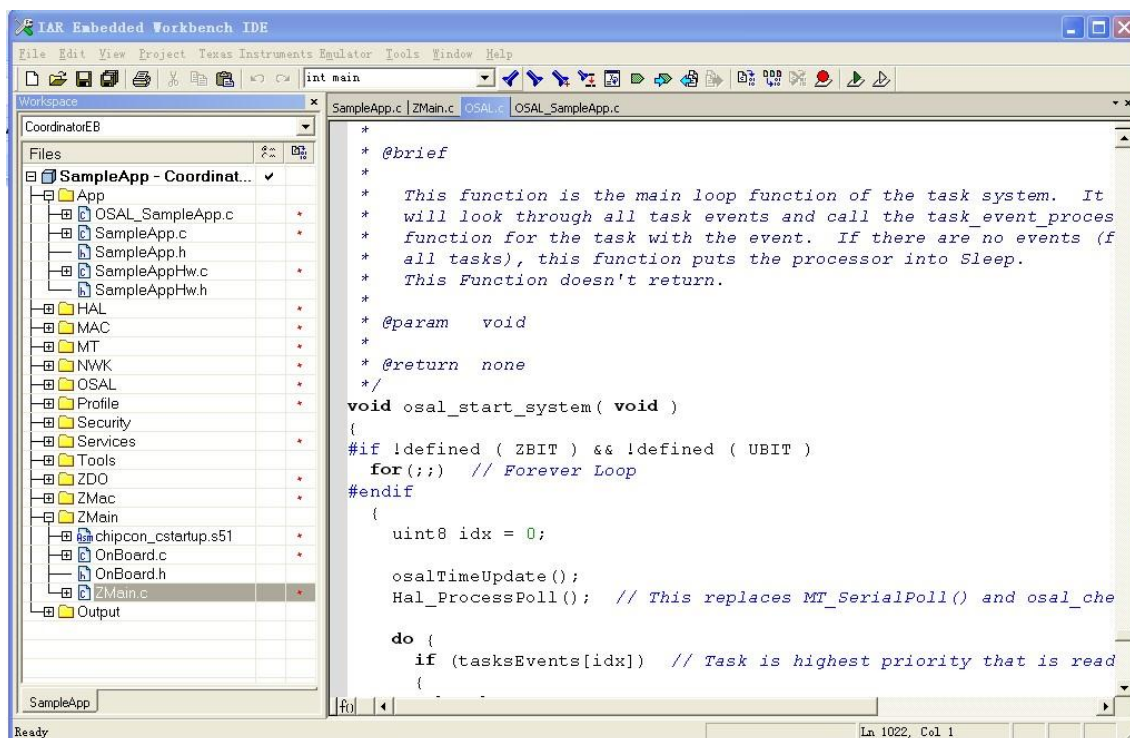 IAR Embedded Workbench IDE
File Edit View Project Texas Instruments Emulator Tools Window Help
int main
Workspace
CoordinatorEB
Files
SampleApp - Coordinat...
App
OSAL_SampleApp.c
SampleApp.c
SampleApp.h
SampleAppHw.c
SampleAppHw.h
HAL
MAC
MT
NWK
OSAL
Profile
Security
Services
Tools
ZDO
ZMac
ZMain
chipcon_cstartup.s51
OnBoard.c
OnBoard.h
ZMain.c
Output
SampleApp
SampleApp.c | ZMain.c OSAL.c OSAL_SampleApp.c
*
* @brief
*
*   This function is the main loop function of the task system.  It
*   will look through all task events and call the task_event_proces
*   function for the task with the event.  If there are no events (f
*   all tasks), this function puts the processor into Sleep.
*   This Function doesn't return.
*
* @param   void
*
* @return  none
*/
void osal_start_system( void )
{
#if !defined ( ZBIT ) && !defined ( UBIT )
  for(;;)  // Forever Loop
#endif
  {
    uint8 idx = 0;
    osalTimeUpdate();
    Hal_ProcessPoll();  // This replaces MT_SerialPoll() and osal_che
    do {
      if (tasksEvents[idx])  // Task is highest priority that is read
      {
f0
Ready
Ln 1022, Col 1